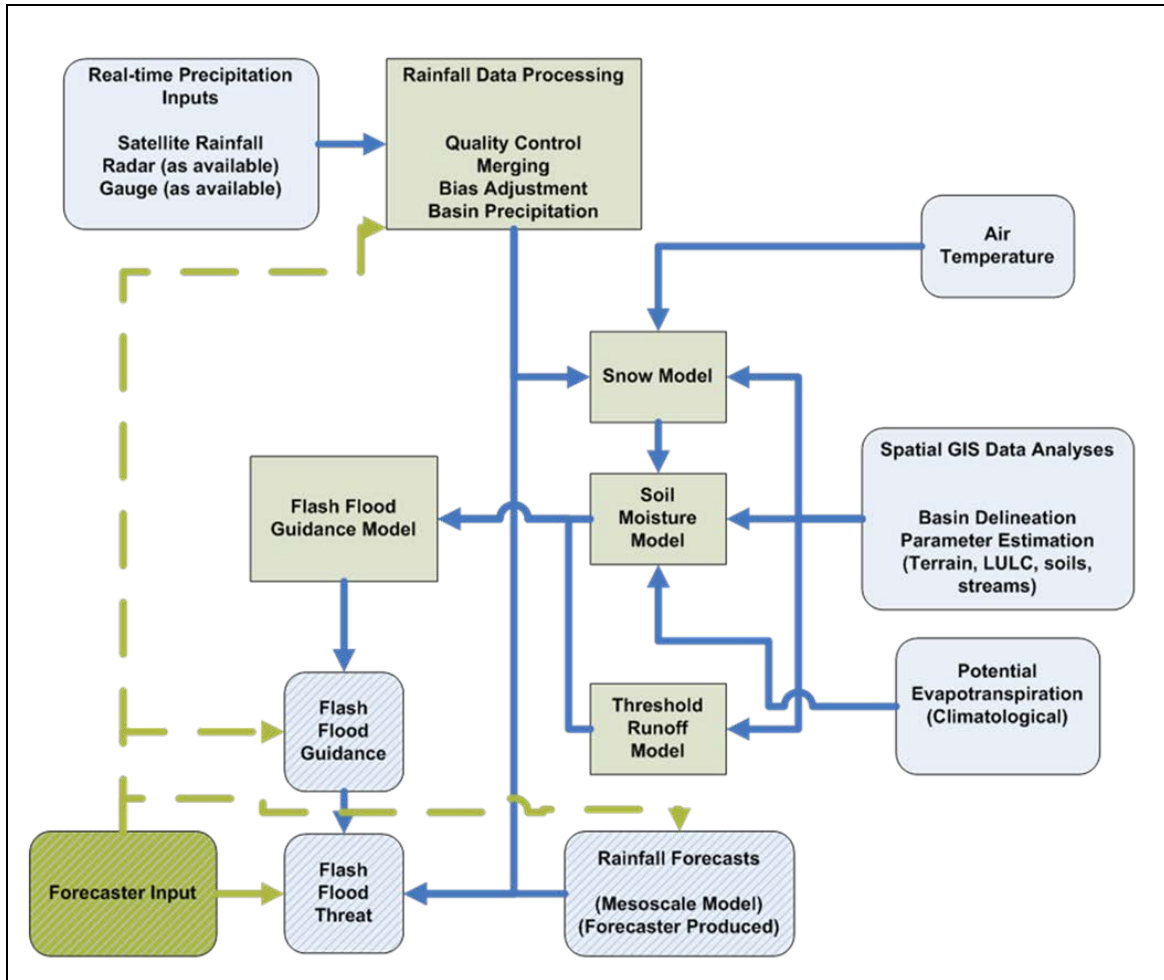 Real-time Precipitation
Inputs
Satellite Rainfall
Radar (as available)
Gauge (as available)
Rainfall Data Processing
Quality Control
Merging
Bias Adjustment
Basin Precipitation
Air
Temperature
Snow Model
Spatial GIS Data Analyses
Basin Delineation
Parameter Estimation
(Terrain, LULC, soils,
streams)
Flash Flood
Guidance Model
Soil
Moisture
Model
Potential
Evapotranspiration
(Climatological)
Threshold
Runoff
Model
Flash
Flood
Guidance
Forecaster Input
Flash
Flood
Threat
Rainfall Forecasts
(Mesoscale Model)
(Forecaster Produced)